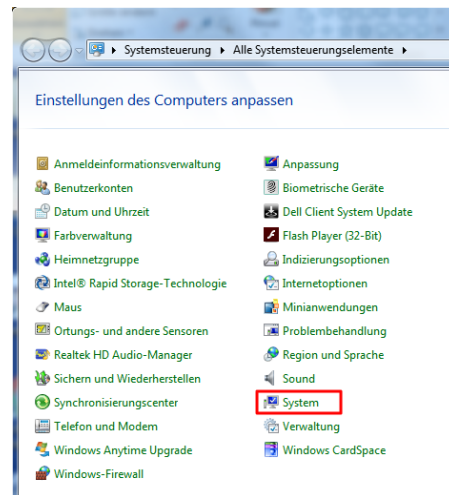 Systemsteuerung ▸ Alle Systemsteuerungselemente ▸
Einstellungen des Computers anpassen
Anmeldeinformationsverwaltung
Anpassung
Benutzerkonten
Biometrische Geräte
Datum und Uhrzeit
Dell Client System Update
Farbverwaltung
Flash Player (32-Bit)
Heimnetzgruppe
Indizierungsoptionen
Intel® Rapid Storage-Technologie
Internetoptionen
Maus
Minianwendungen
Ortungs- und andere Sensoren
Problembehandlung
Realtek HD Audio-Manager
Region und Sprache
Sichern und Wiederherstellen
Sound
Synchronisierungscenter
System
Telefon und Modem
Verwaltung
Windows Anytime Upgrade
Windows CardSpace
Windows-Firewall